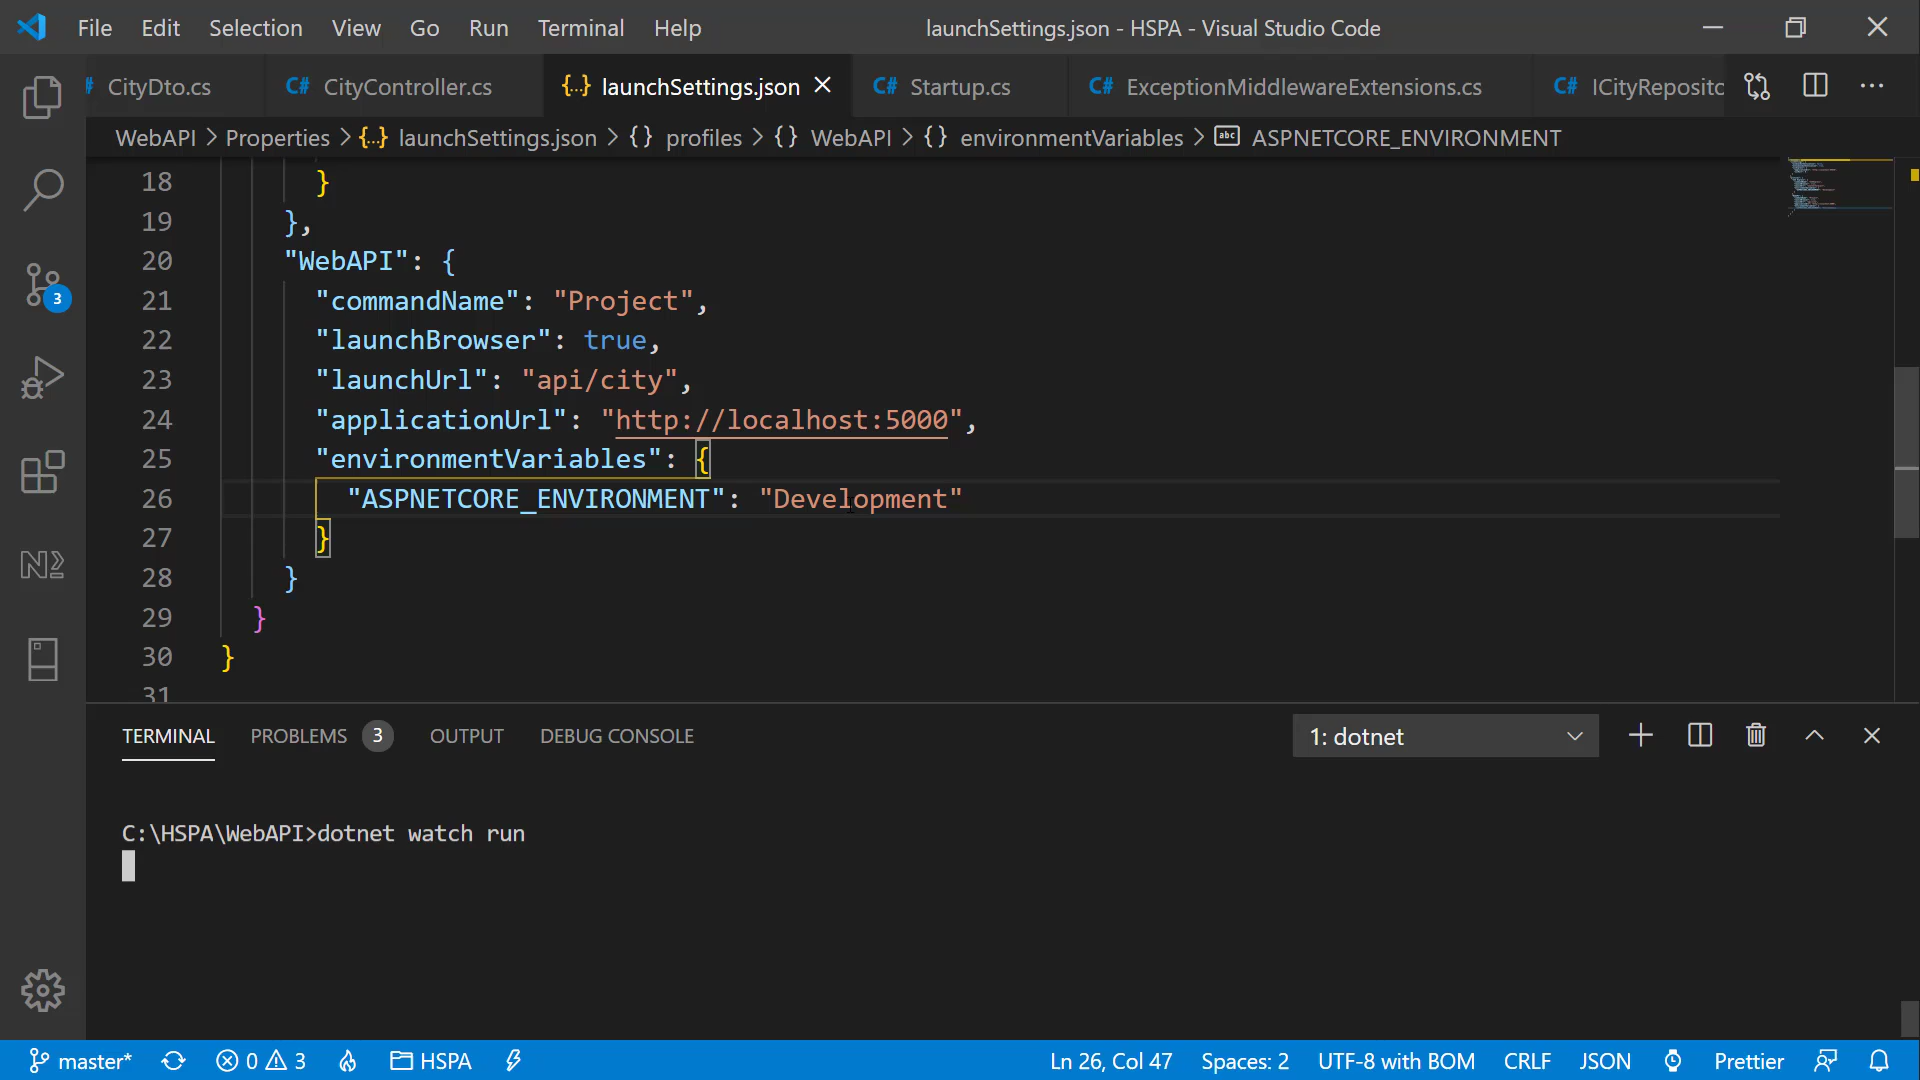 File Edit Selection View Go Run Terminal Help launchSettings.json - HSPA - Visual Studio Code
CityDto.cs C# CityController.cs {..} launchSettings.json C# Startup.cs C# ExceptionMiddlewareExtensions.cs C# ICityReposito ...
WebAPI > Properties > {..} launchSettings.json > {} profiles > {} WebAPI > {} environmentVariables > abc ASPNETCORE_ENVIRONMENT
18 }
19 },
20 "WebAPI": {
21 "commandName": "Project",
22 "launchBrowser": true,
23 "launchUrl": "api/city",
24 "applicationUrl": "http://localhost:5000",
25 "environmentVariables": {
26 "ASPNETCORE_ENVIRONMENT": "Development"
27 }
28 }
29 }
30 }
31
3
TERMINAL PROBLEMS 3 OUTPUT DEBUG CONSOLE 1: dotnet
C:\HSPA\WebAPI>dotnet watch run
master* 0 3 HSPA Ln 26, Col 47 Spaces: 2 UTF-8 with BOM CRLF JSON Prettier